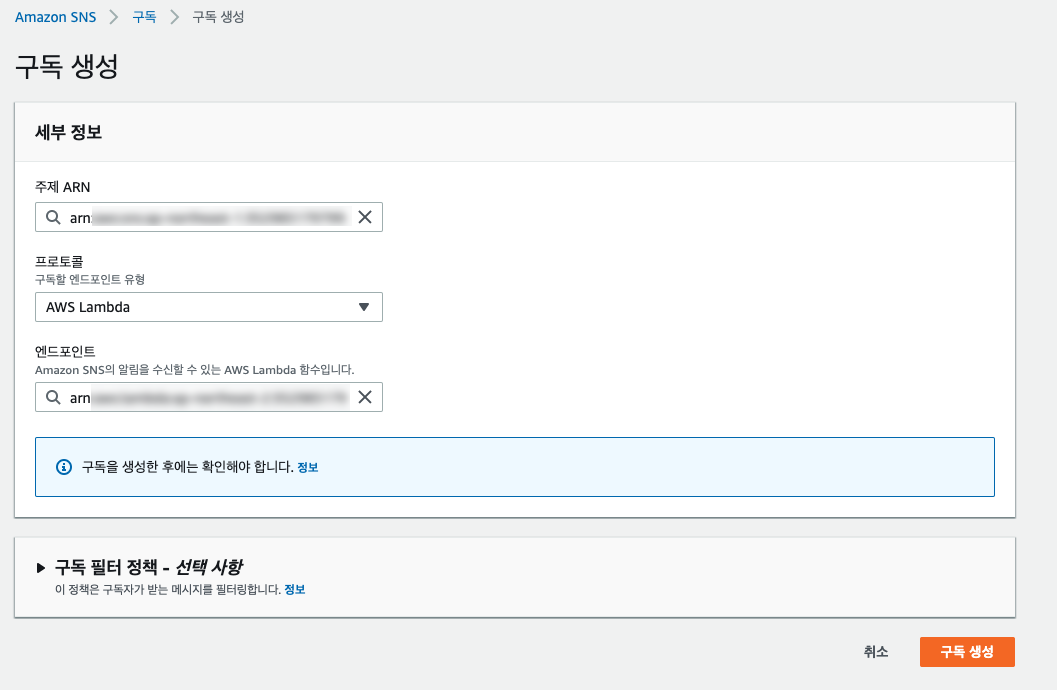 Amazon SNS > 구독 > 구독 생성
구독 생성
세부 정보
주제 ARN
arn:
프로토콜
구독할 엔드포인트 유형
AWS Lambda
엔드포인트
Amazon SNS의 알림을 수신할 수 있는 AWS Lambda 함수입니다.
arn
구독을 생성한 후에는 확인해야 합니다. 정보
구독 필터 정책 - 선택 사항
이 정책은 구독자가 받는 메시지를 필터링합니다. 정보
취소
구독 생성